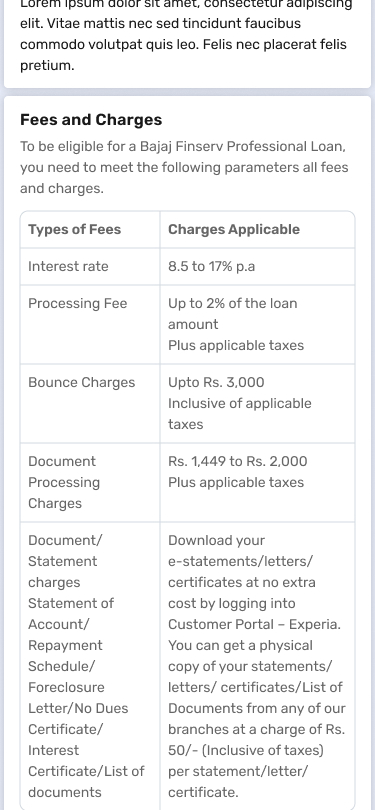 Lorem ipsum dolor sit amet, consectetur adipiscing
elit. Vitae mattis nec sed tincidunt faucibus
commodo volutpat quis leo. Felis nec placerat felis
pretium.
Fees and Charges
To be eligible for a Bajaj Finserv Professional Loan,
you need to meet the following parameters all fees
and charges.
Types of Fees
Charges Applicable
Interest rate
8.5 to 17% p.a
Processing Fee
Up to 2% of the loan
amount
Plus applicable taxes
Bounce Charges
Upto Rs. 3,000
Inclusive of applicable
taxes
Document
Processing
Charges
Rs. 1,449 to Rs. 2,000
Plus applicable taxes
Document/
Statement
charges
Statement of
Account/
Repayment
Schedule/
Foreclosure
Letter/No Dues
Certificate/
Interest
Certificate/List of
documents
Download your
e-statements/letters/
certificates at no extra
cost by logging into
Customer Portal – Experia.
You can get a physical
copy of your statements/
letters/ certificates/List of
Documents from any of our
branches at a charge of Rs.
50/- (Inclusive of taxes)
per statement/letter/
certificate.